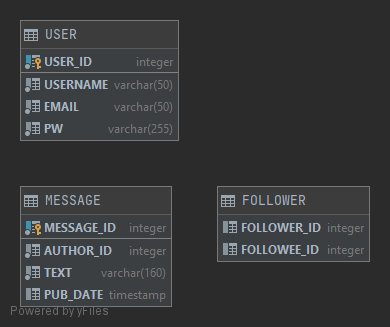 USER
USER_ID integer
USERNAME varchar(50)
EMAIL varchar(50)
PW varchar(255)
MESSAGE
MESSAGE_ID integer
AUTHOR_ID integer
TEXT varchar(160)
PUB_DATE timestamp
FOLLOWER
FOLLOWER_ID integer
FOLLOWEE_ID integer
Powered by yFiles